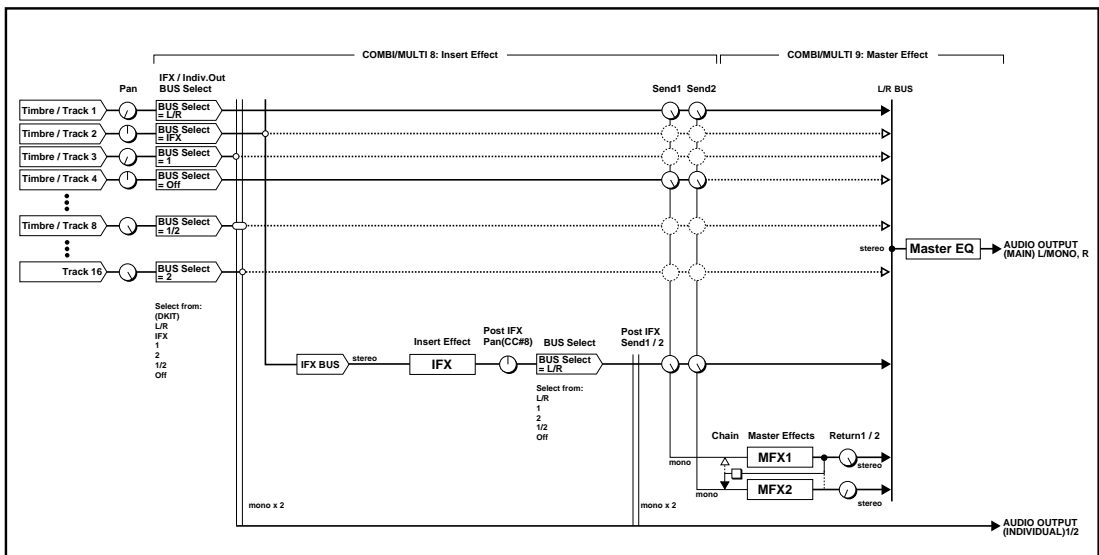 COMBI/MULTI 8: Insert Effect
COMBI/MULTI 9: Master Effect
IFX / Indiv.Out
BUS Select
Pan
Send1 Send2
L/R BUS
Timbre / Track 1
BUS Select
= L/R
Timbre / Track 2
BUS Select
= IFX
Timbre / Track 3
BUS Select
= 1
Timbre / Track 4
BUS Select
= Off
Timbre / Track 8
BUS Select
= 1/2
Track 16
BUS Select
= 2
stereo
Master EQ
AUDIO OUTPUT
(MAIN) L/MONO, R
Select from:
(DKIT)
L/R
IFX
1
2
1/2
Off
Insert Effect
Post IFX
Pan(CC#8)
BUS Select
Post IFX
Send1 / 2
IFX BUS
stereo
IFX
BUS Select
= L/R
Select from:
L/R
1
2
1/2
Off
Chain
Master Effects
Return1 / 2
mono
MFX1
stereo
mono
MFX2
stereo
mono x 2
mono x 2
AUDIO OUTPUT
(INDIVIDUAL)1/2